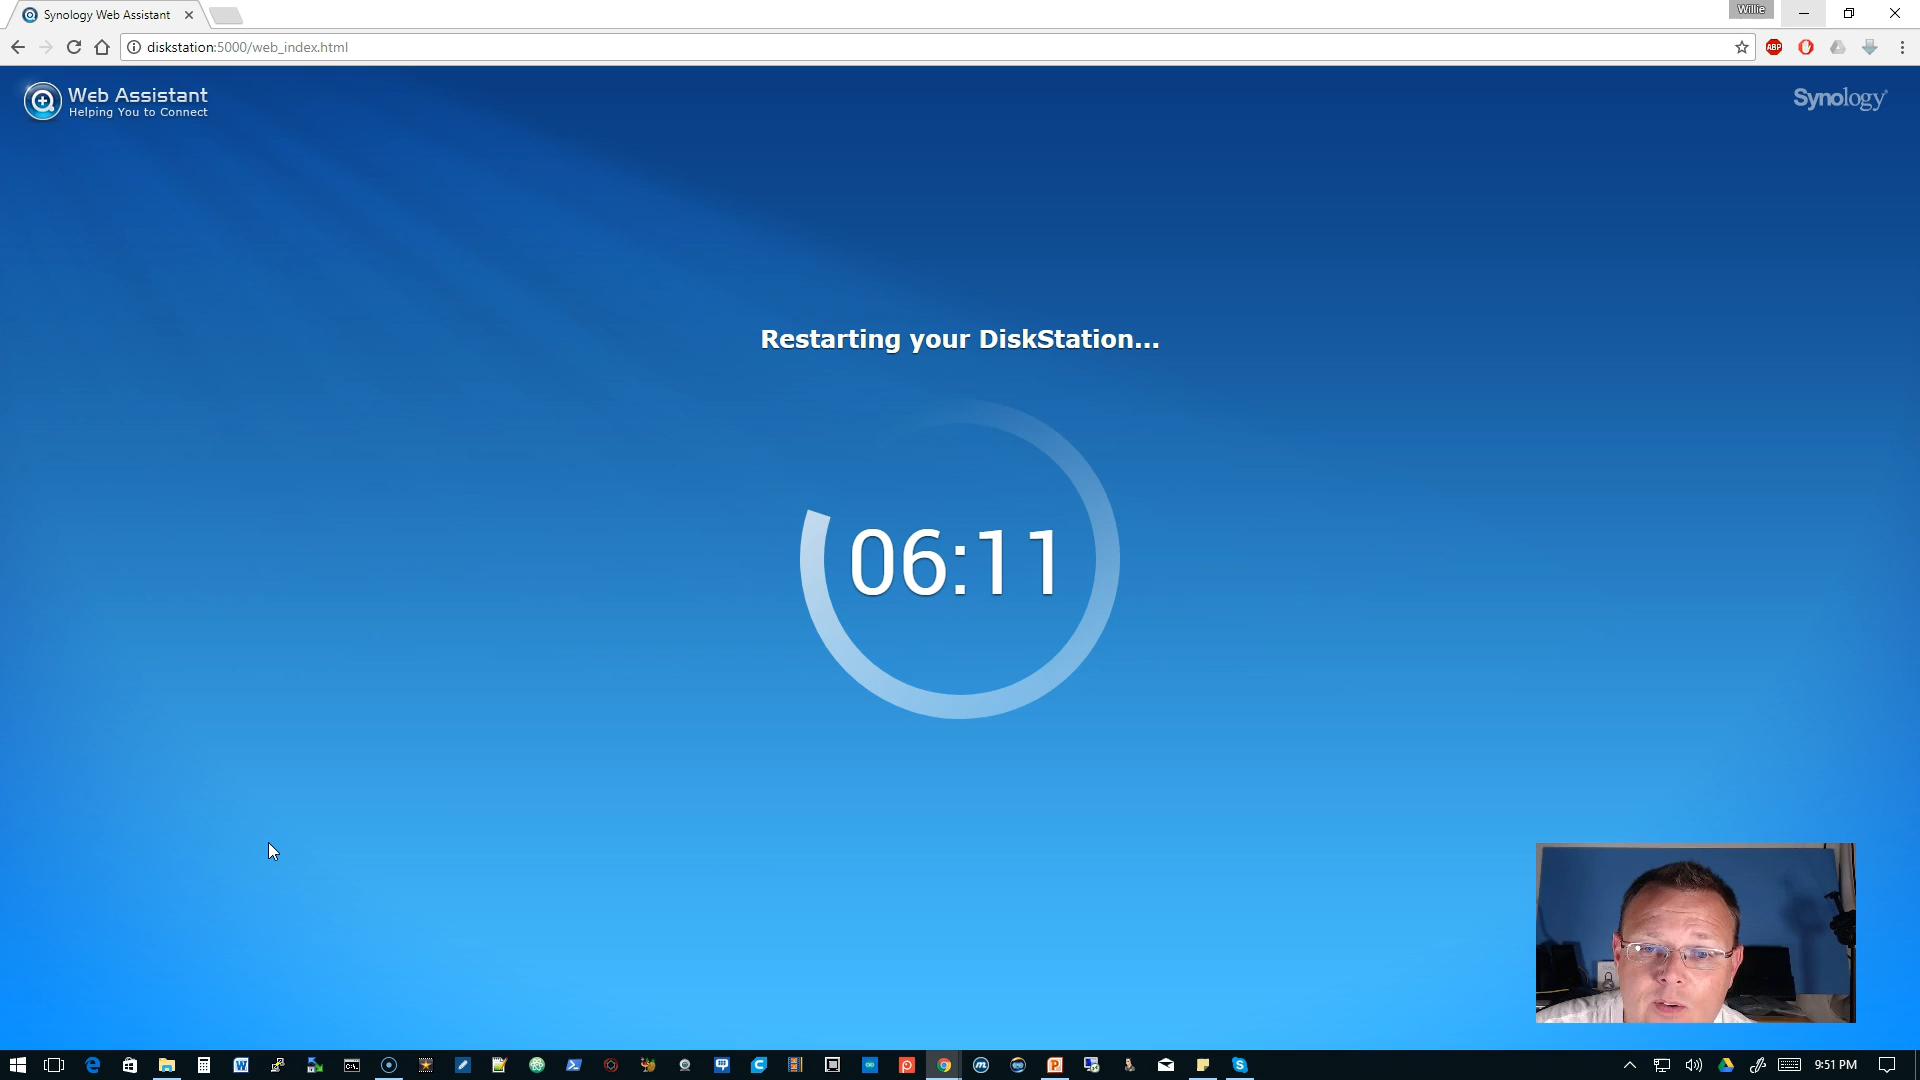 Synology Web Assistant
Willie
diskstation:5000/web_index.html
ABP
Web Assistant
Helping You to Connect
Synology
Restarting your DiskStation...
06:11
9:51 PM